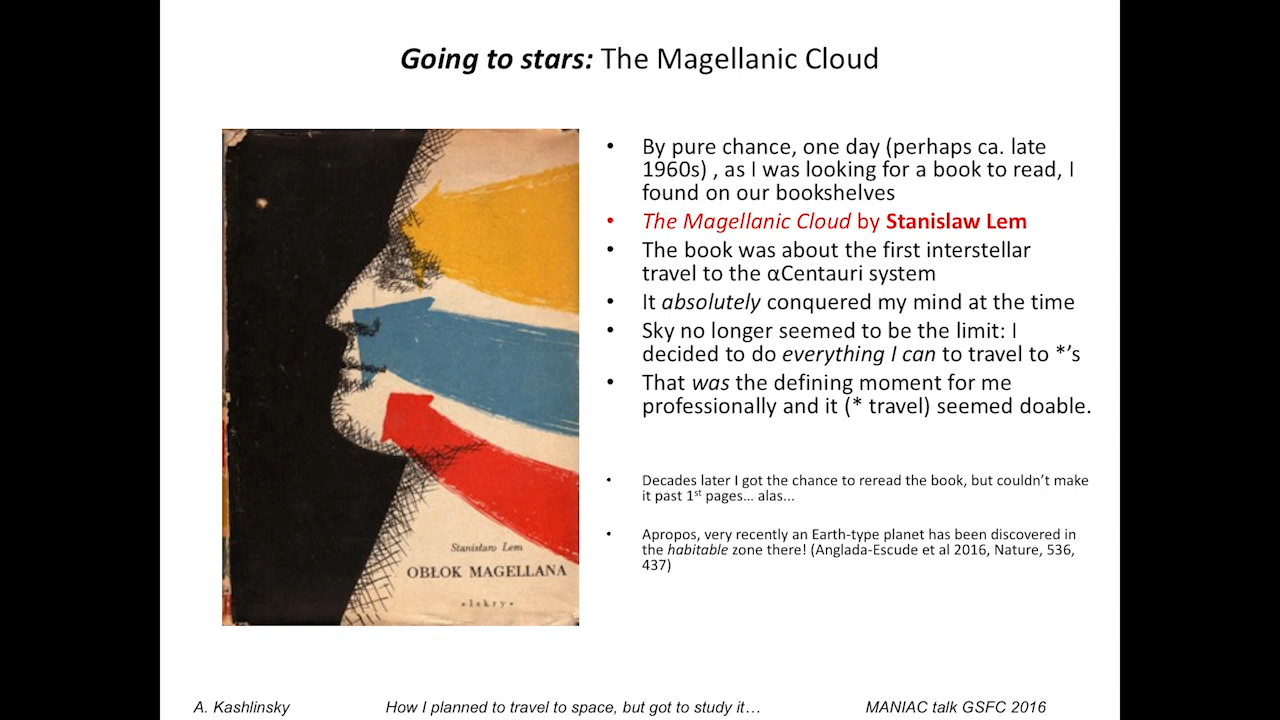 Going to stars: The Magellanic Cloud
Stanisław Lem
OBŁOK MAGELLANA
• Iskry •
• By pure chance, one day (perhaps ca. late
1960s) , as I was looking for a book to read, I
found on our bookshelves
• The Magellanic Cloud by Stanislaw Lem
• The book was about the first interstellar
travel to the αCentauri system
• It absolutely conquered my mind at the time
• Sky no longer seemed to be the limit: I
decided to do everything I can to travel to *’s
• That was the defining moment for me
professionally and it (* travel) seemed doable.
• Decades later I got the chance to reread the book, but couldn’t make
it past 1st pages… alas...
• Apropos, very recently an Earth-type planet has been discovered in
the habitable zone there! (Anglada-Escude et al 2016, Nature, 536,
437)
A. Kashlinsky How I planned to travel to space, but got to study it… MANIAC talk GSFC 2016